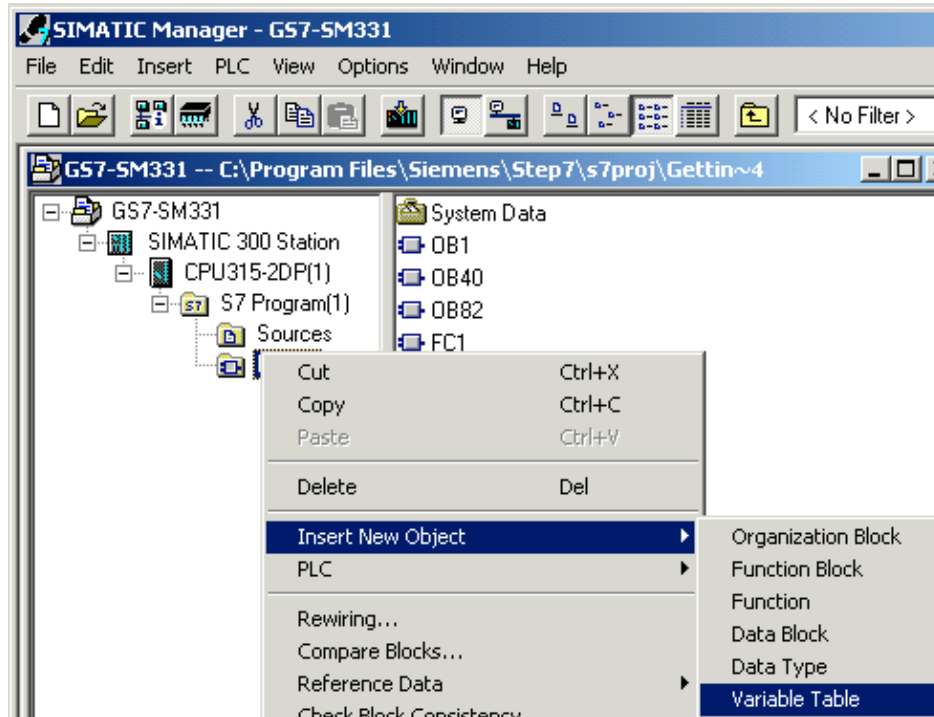 SIMATIC Manager - GS7-SM331
File Edit Insert PLC View Options Window Help
< No Filter >
GS7-SM331 -- C:\Program Files\Siemens\Step7\s7proj\Gettin~4
GS7-SM331
SIMATIC 300 Station
CPU315-2DP(1)
S7 Program(1)
Sources
System Data
OB1
OB40
OB82
FC1
Cut Ctrl+X
Copy Ctrl+C
Paste Ctrl+V
Delete Del
Insert New Object
PLC
Rewiring...
Compare Blocks...
Reference Data
Check Block Consistency
Organization Block
Function Block
Function
Data Block
Data Type
Variable Table